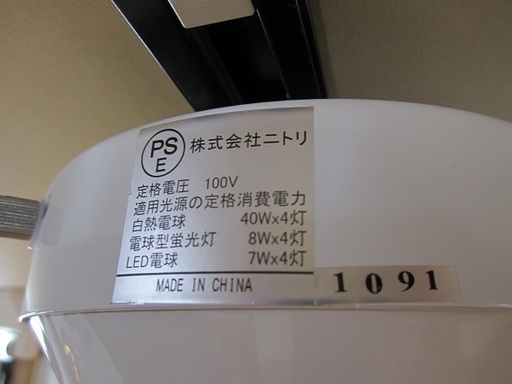 PS
E
株式会社ニトリ
定格電圧 100V
適用光源の定格消費電力
白熱電球 40Wx4灯
電球型蛍光灯 8Wx4灯
LED電球 7Wx4灯
MADE IN CHINA
1091